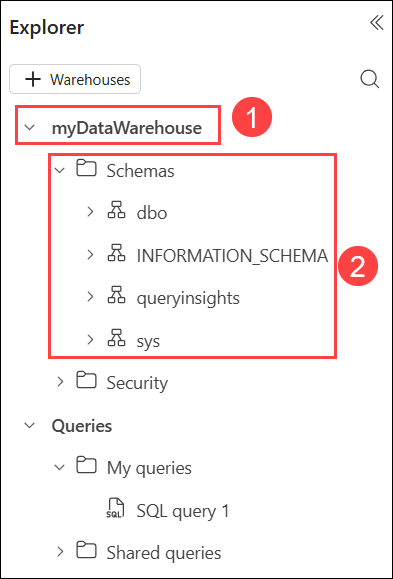 Explorer
Warehouses
myDataWarehouse
1
Schemas
dbo
INFORMATION_SCHEMA
2
queryinsights
sys
Security
Queries
My queries
SQL
SQL query 1
Shared queries